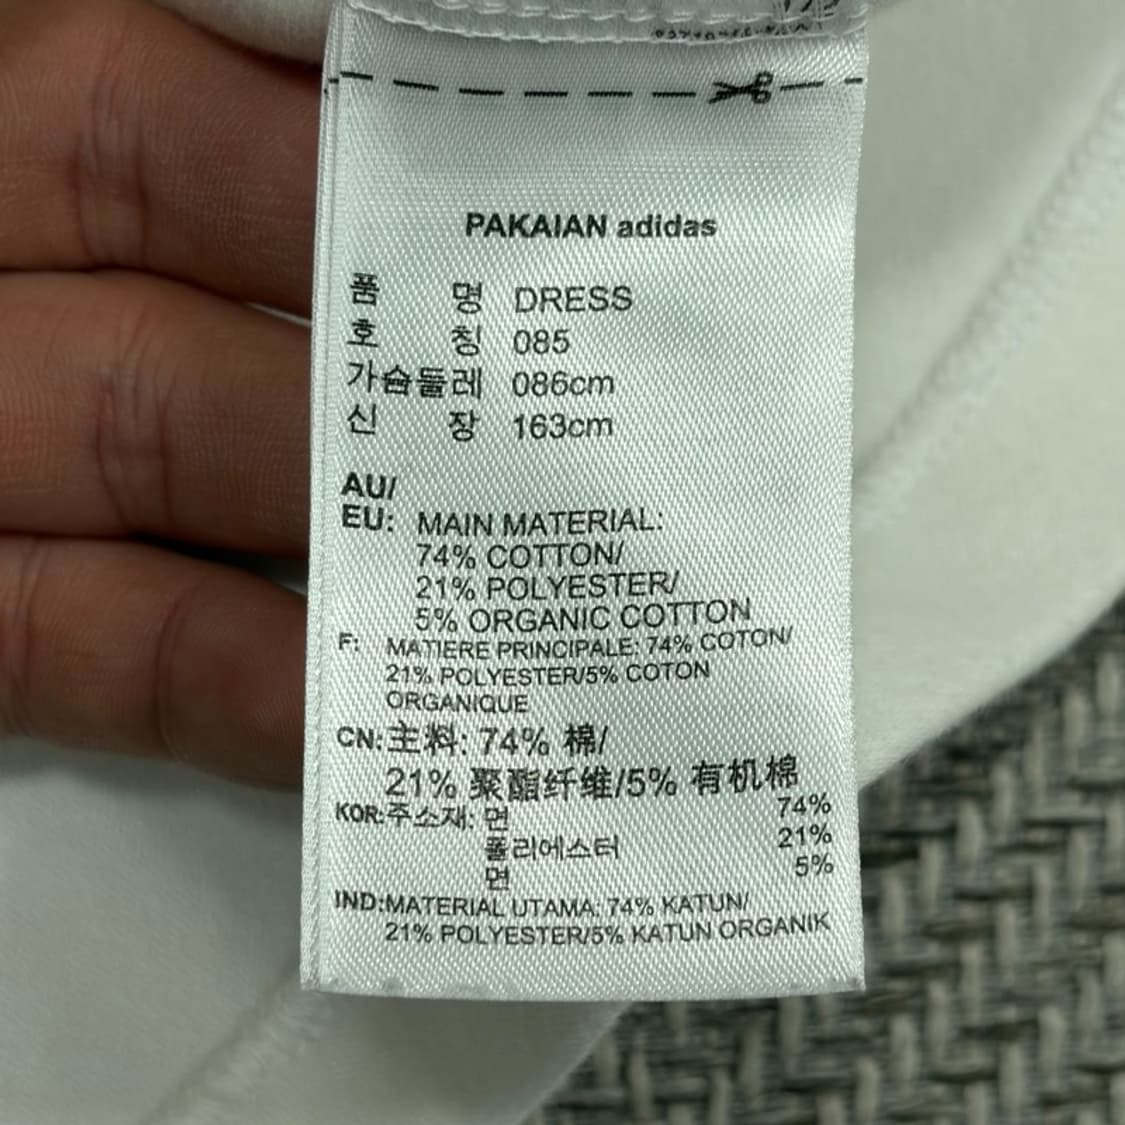 PAKAIAN adidas
품 명 DRESS
호 칭 085
가슴둘레 086cm
신 장 163cm
AU/
EU: MAIN MATERIAL:
74% COTTON/
21% POLYESTER/
5% ORGANIC COTTON
F: MATIERE PRINCIPALE: 74% COTON/
21% POLYESTER/5% COTON
ORGANIQUE
CN: 主料: 74% 棉/
21% 聚酯纤维/5% 有机棉
KOR: 주소재: 면 74%
폴리에스터 21%
면 5%
IND: MATERIAL UTAMA: 74% KATUN/
21% POLYESTER/5% KATUN ORGANIK